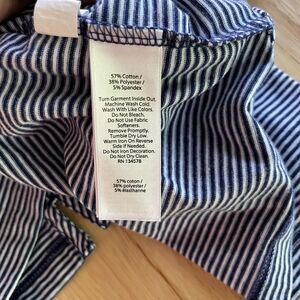 57% Cotton /
38% Polyester /
5% Spandex
Turn Garment Inside Out.
Machine Wash Cold.
Wash With Like Colors.
Do Not Bleach.
Do Not Use Fabric
Softeners.
Remove Promptly.
Tumble Dry Low.
Warm Iron On Reverse
Side If Needed.
Do Not Iron Decoration.
Do Not Dry Clean.
RN 134578
57% coton /
38% polyester /
5% élasthanne